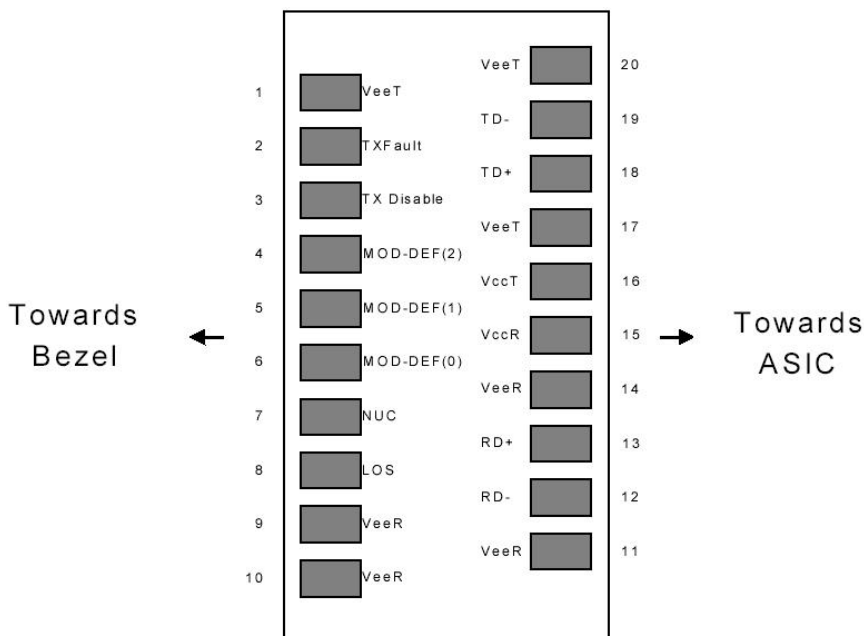 VeeT 20
1 VeeT
TD- 19
2 TXFault
TD+ 18
3 TX Disable
VeeT 17
4 MOD-DEF(2)
VccT 16
5 MOD-DEF(1)
Towards
Bezel
VccR 15
Towards
ASIC
6 MOD-DEF(0)
VeeR 14
7 NUC
RD+ 13
8 LOS
RD- 12
9 VeeR
VeeR 11
10 VeeR